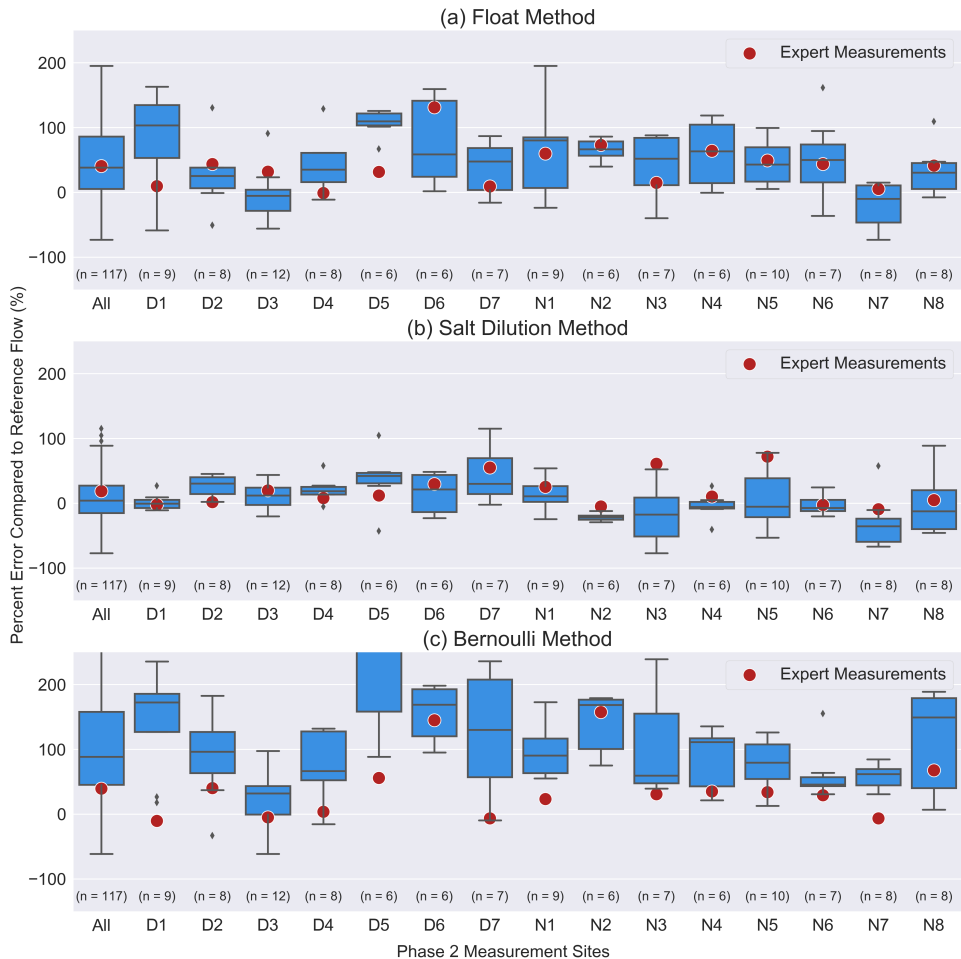 (a) Float Method
Expert Measurements
200
100
0
−100
(n = 117) (n = 9) (n = 8) (n = 12) (n = 8) (n = 6) (n = 6) (n = 7) (n = 9) (n = 6) (n = 7) (n = 6) (n = 10) (n = 7) (n = 8) (n = 8)
All D1 D2 D3 D4 D5 D6 D7 N1 N2 N3 N4 N5 N6 N7 N8
(b) Salt Dilution Method
Expert Measurements
200
100
0
−100
(n = 117) (n = 9) (n = 8) (n = 12) (n = 8) (n = 6) (n = 6) (n = 7) (n = 9) (n = 6) (n = 7) (n = 6) (n = 10) (n = 7) (n = 8) (n = 8)
All D1 D2 D3 D4 D5 D6 D7 N1 N2 N3 N4 N5 N6 N7 N8
Percent Error Compared to Reference Flow (%)
(c) Bernoulli Method
Expert Measurements
200
100
0
−100
(n = 117) (n = 9) (n = 8) (n = 12) (n = 8) (n = 6) (n = 6) (n = 7) (n = 9) (n = 6) (n = 7) (n = 6) (n = 10) (n = 7) (n = 8) (n = 8)
All D1 D2 D3 D4 D5 D6 D7 N1 N2 N3 N4 N5 N6 N7 N8
Phase 2 Measurement Sites